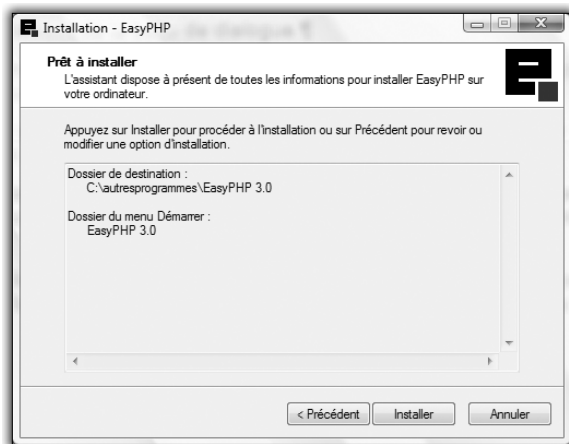 Installation - EasyPHP
Prêt à installer
L'assistant dispose à présent de toutes les informations pour installer EasyPHP sur
votre ordinateur.
Appuyez sur Installer pour procéder à l'installation ou sur Précédent pour revoir ou
modifier une option d'installation.
Dossier de destination :
C:\autresprogrammes\EasyPHP 3.0
Dossier du menu Démarrer :
EasyPHP 3.0
< Précédent
Installer
Annuler